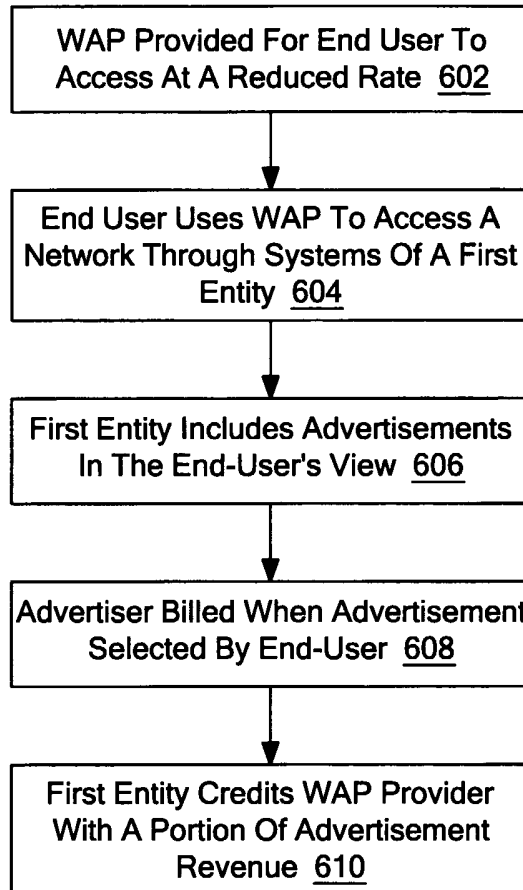 WAP Provided For End User To
Access At A Reduced Rate 602
End User Uses WAP To Access A
Network Through Systems Of A First
Entity 604
First Entity Includes Advertisements
In The End-User's View 606
Advertiser Billed When Advertisement
Selected By End-User 608
First Entity Credits WAP Provider
With A Portion Of Advertisement
Revenue 610